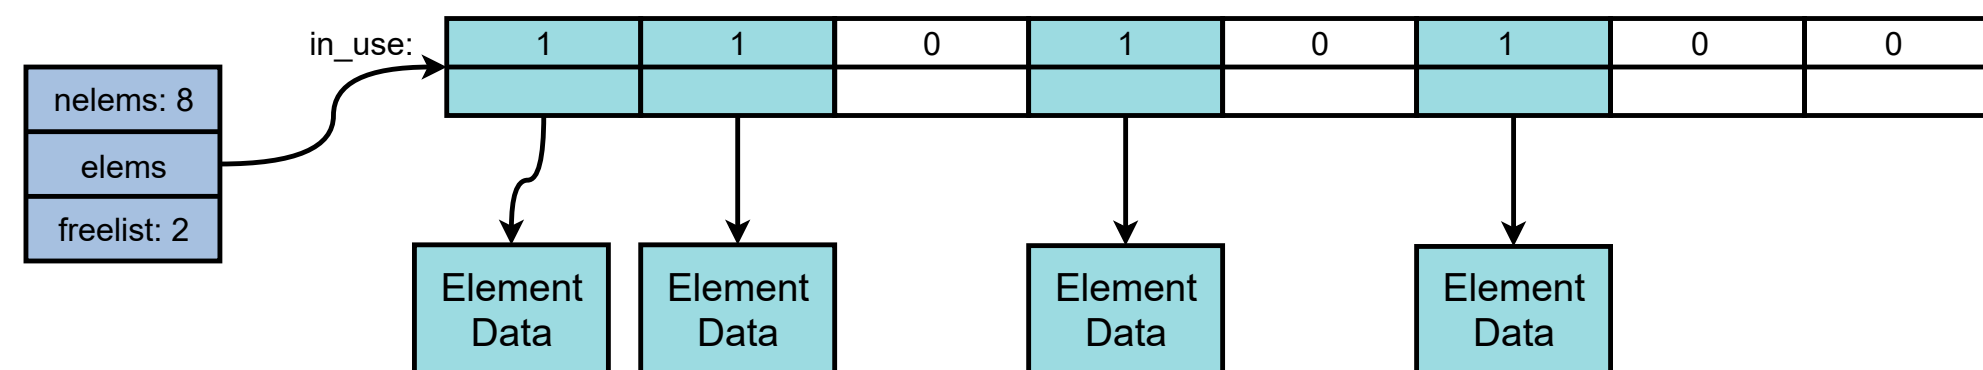 in_use: 1 1 0 1 0 1 0 0
nelems: 8
elems
freelist: 2
Element Element Element Element
Data Data Data Data